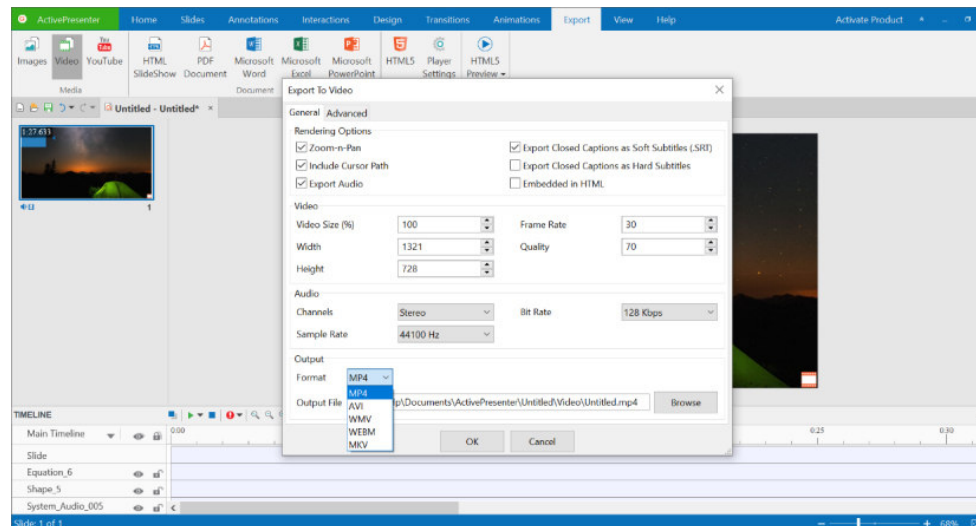 ActivePresenter Home Slides Annotations Interactions Design Transitions Animations Export View Help Activate Product
Images Video YouTube HTML SlideShow PDF Document Microsoft Word Microsoft Excel Microsoft PowerPoint HTML5 Player Settings HTML5 Preview
Media Document
Untitled - Untitled*
1:27.633
1
Export To Video
General Advanced
Rendering Options
Zoom-n-Pan Export Closed Captions as Soft Subtitles (.SRT)
Include Cursor Path Export Closed Captions as Hard Subtitles
Export Audio Embedded in HTML
Video
Video Size (%) 100 Frame Rate 30
Width 1321 Quality 70
Height 728
Audio
Channels Stereo Bit Rate 128 Kbps
Sample Rate 44100 Hz
Output
Format MP4
MP4
Output File AVI lp\Documents\ActivePresenter\Untitled\Video\Untitled.mp4 Browse
WMV
WEBM
MKV
OK Cancel
TIMELINE
Main Timeline 0:00 0:25 0:30
Slide
Equation_6
Shape_5
System_Audio_005
Slide: 1 of 1 68%